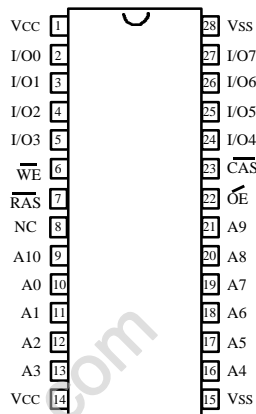 VCC 1 28 VSS
I/O0 2 27 I/O7
I/O1 3 26 I/O6
I/O2 4 25 I/O5
I/O3 5 24 I/O4
WE 6 23 CAS
RAS 7 22 OE
NC 8 21 A9
A10 9 20 A8
A0 10 19 A7
A1 11 18 A6
A2 12 17 A5
A3 13 16 A4
VCC 14 15 VSS
com